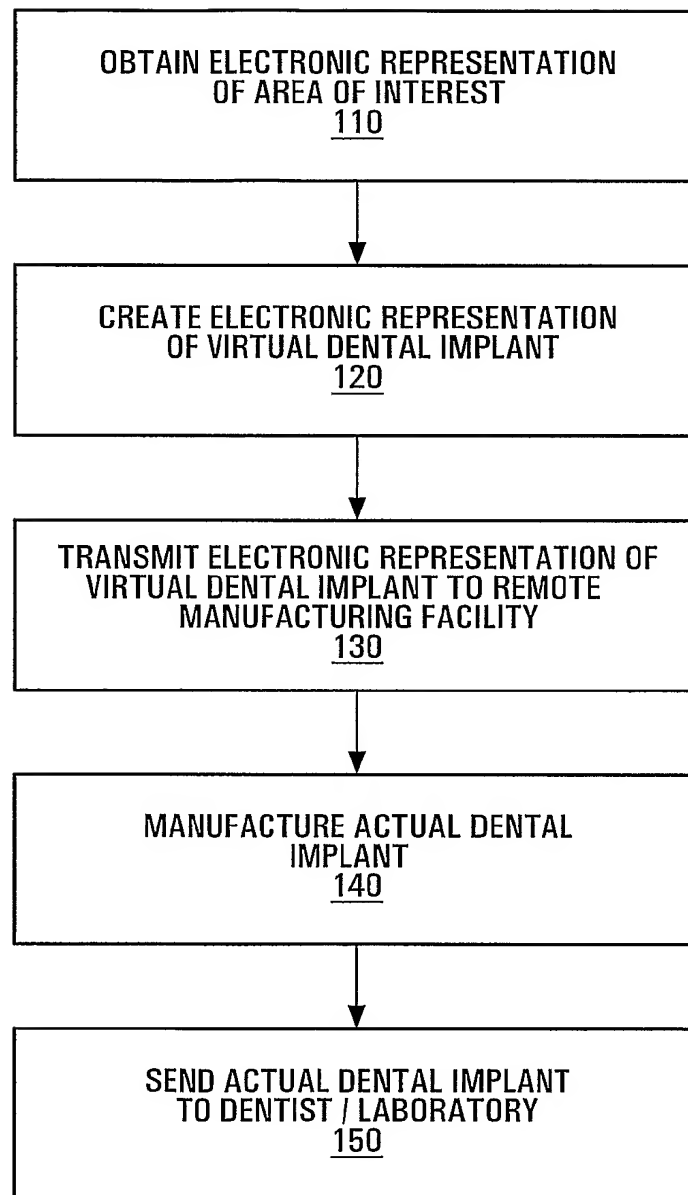 OBTAIN ELECTRONIC REPRESENTATION
OF AREA OF INTEREST
110
CREATE ELECTRONIC REPRESENTATION
OF VIRTUAL DENTAL IMPLANT
120
TRANSMIT ELECTRONIC REPRESENTATION OF
VIRTUAL DENTAL IMPLANT TO REMOTE
MANUFACTURING FACILITY
130
MANUFACTURE ACTUAL DENTAL
IMPLANT
140
SEND ACTUAL DENTAL IMPLANT
TO DENTIST / LABORATORY
150